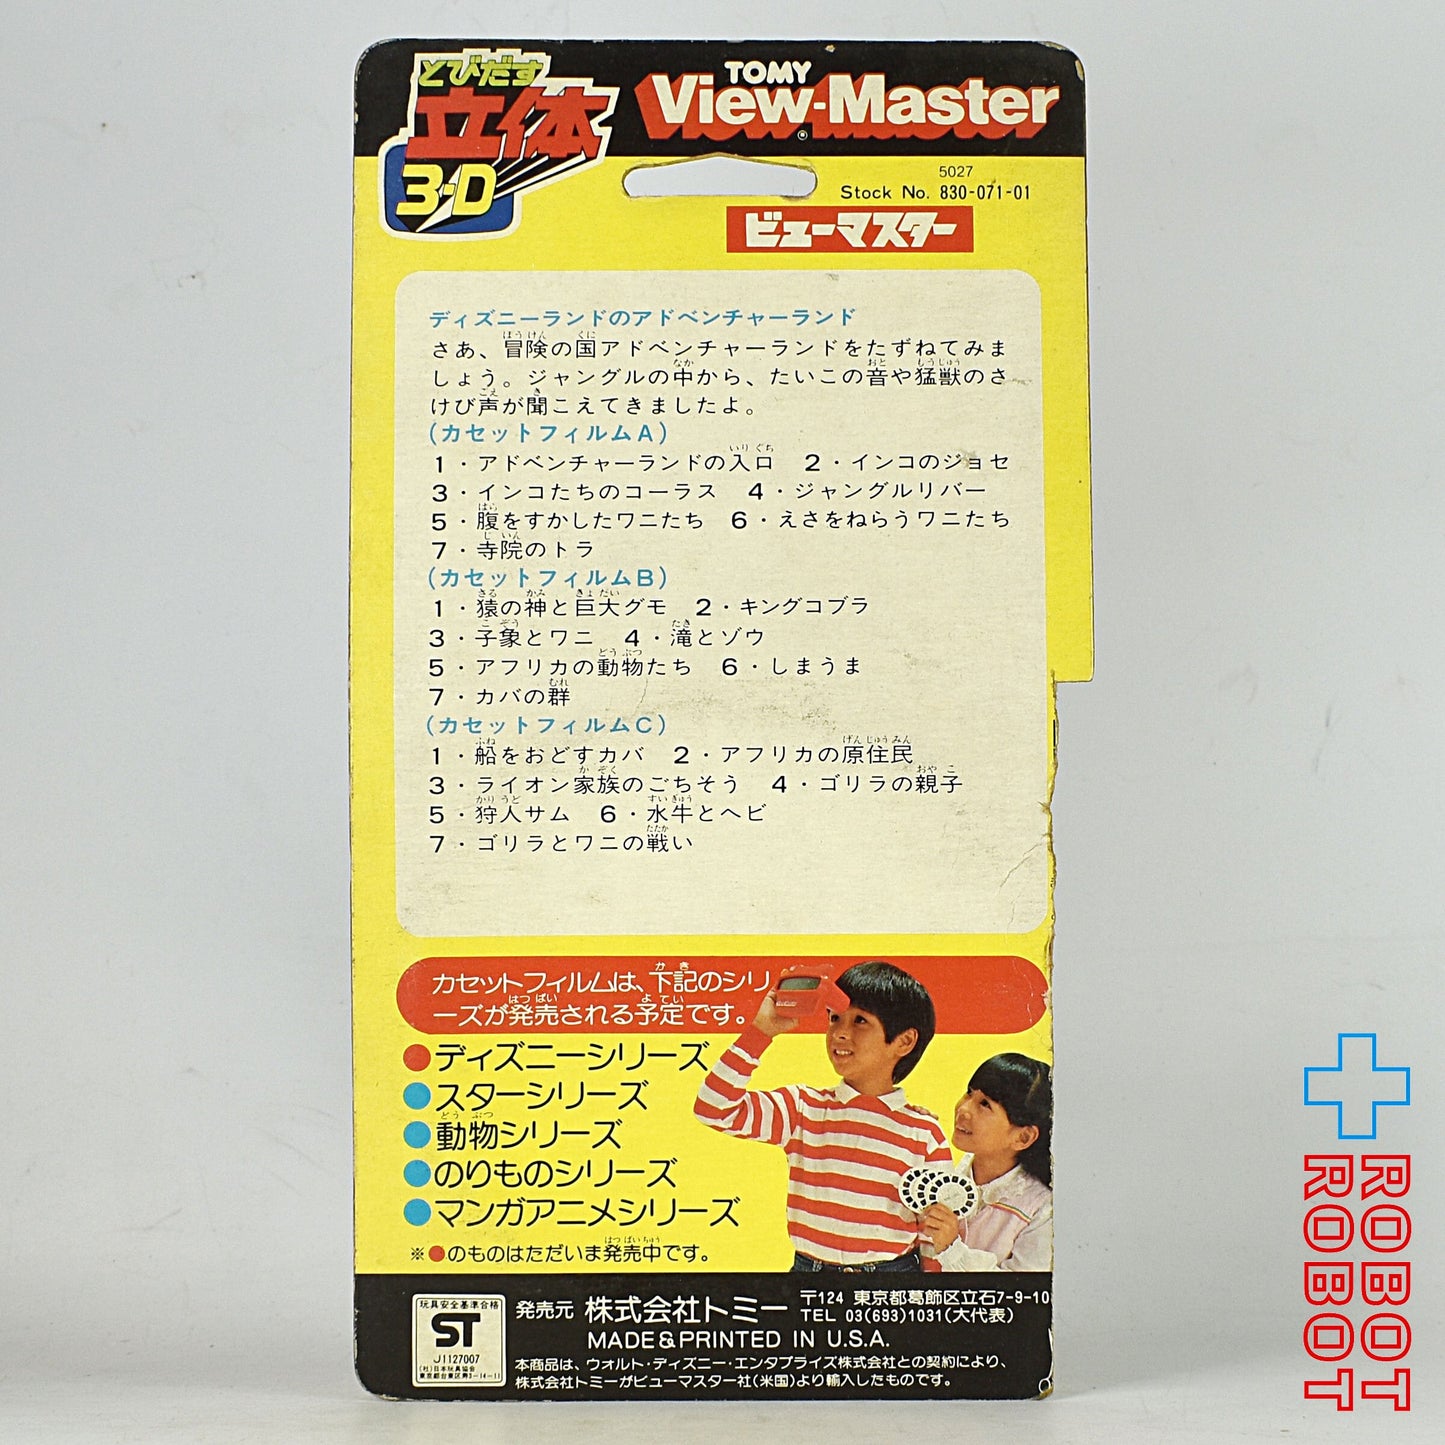 とびだす
立体
3-D
TOMY
View-Master
5027
Stock No. 830-071-01
ビューマスター
ディズニーランドのアドベンチャーランド
さあ、冒険の国アドベンチャーランドをたずねてみま
しょう。ジャングルの中から、たいこの音や猛獣のさ
けび声が聞こえてきましたよ。
(カセットフィルムA)
1・アドベンチャーランドの入口 2・インコのジョセ
3・インコたちのコーラス 4・ジャングルリバー
5・腹をすかしたワニたち 6・えさをねらうワニたち
7・寺院のトラ
(カセットフィルムB)
1・猿の神と巨大グモ 2・キングコブラ
3・子象とワニ 4・滝とゾウ
5・アフリカの動物たち 6・しまうま
7・カバの群
(カセットフィルムC)
1・船をおどすカバ 2・アフリカの原住民
3・ライオン家族のごちそう 4・ゴリラの親子
5・狩人サム 6・水牛とヘビ
7・ゴリラとワニの戦い
カセットフィルムは、下記のシリ
ーズが発売される予定です。
●ディズニーシリーズ
●スターシリーズ
●動物シリーズ
●のりものシリーズ
●マンガアニメシリーズ
※●のものはただいま発売中です。
玩具安全基準合格
ST
J1127007
(社)日本玩具協会
東京都台東区寿3-14-11
発売元 株式会社トミー 〒124 東京都葛飾区立石7-9-10
TEL 03(693)1031(大代表)
MADE&PRINTED IN U.S.A.
本商品は、ウォルト・ディズニー・エンタプライズ株式会社との契約により、
株式会社トミーがビューマスター社(米国)より輸入したものです。
ROBOT
ROBOT